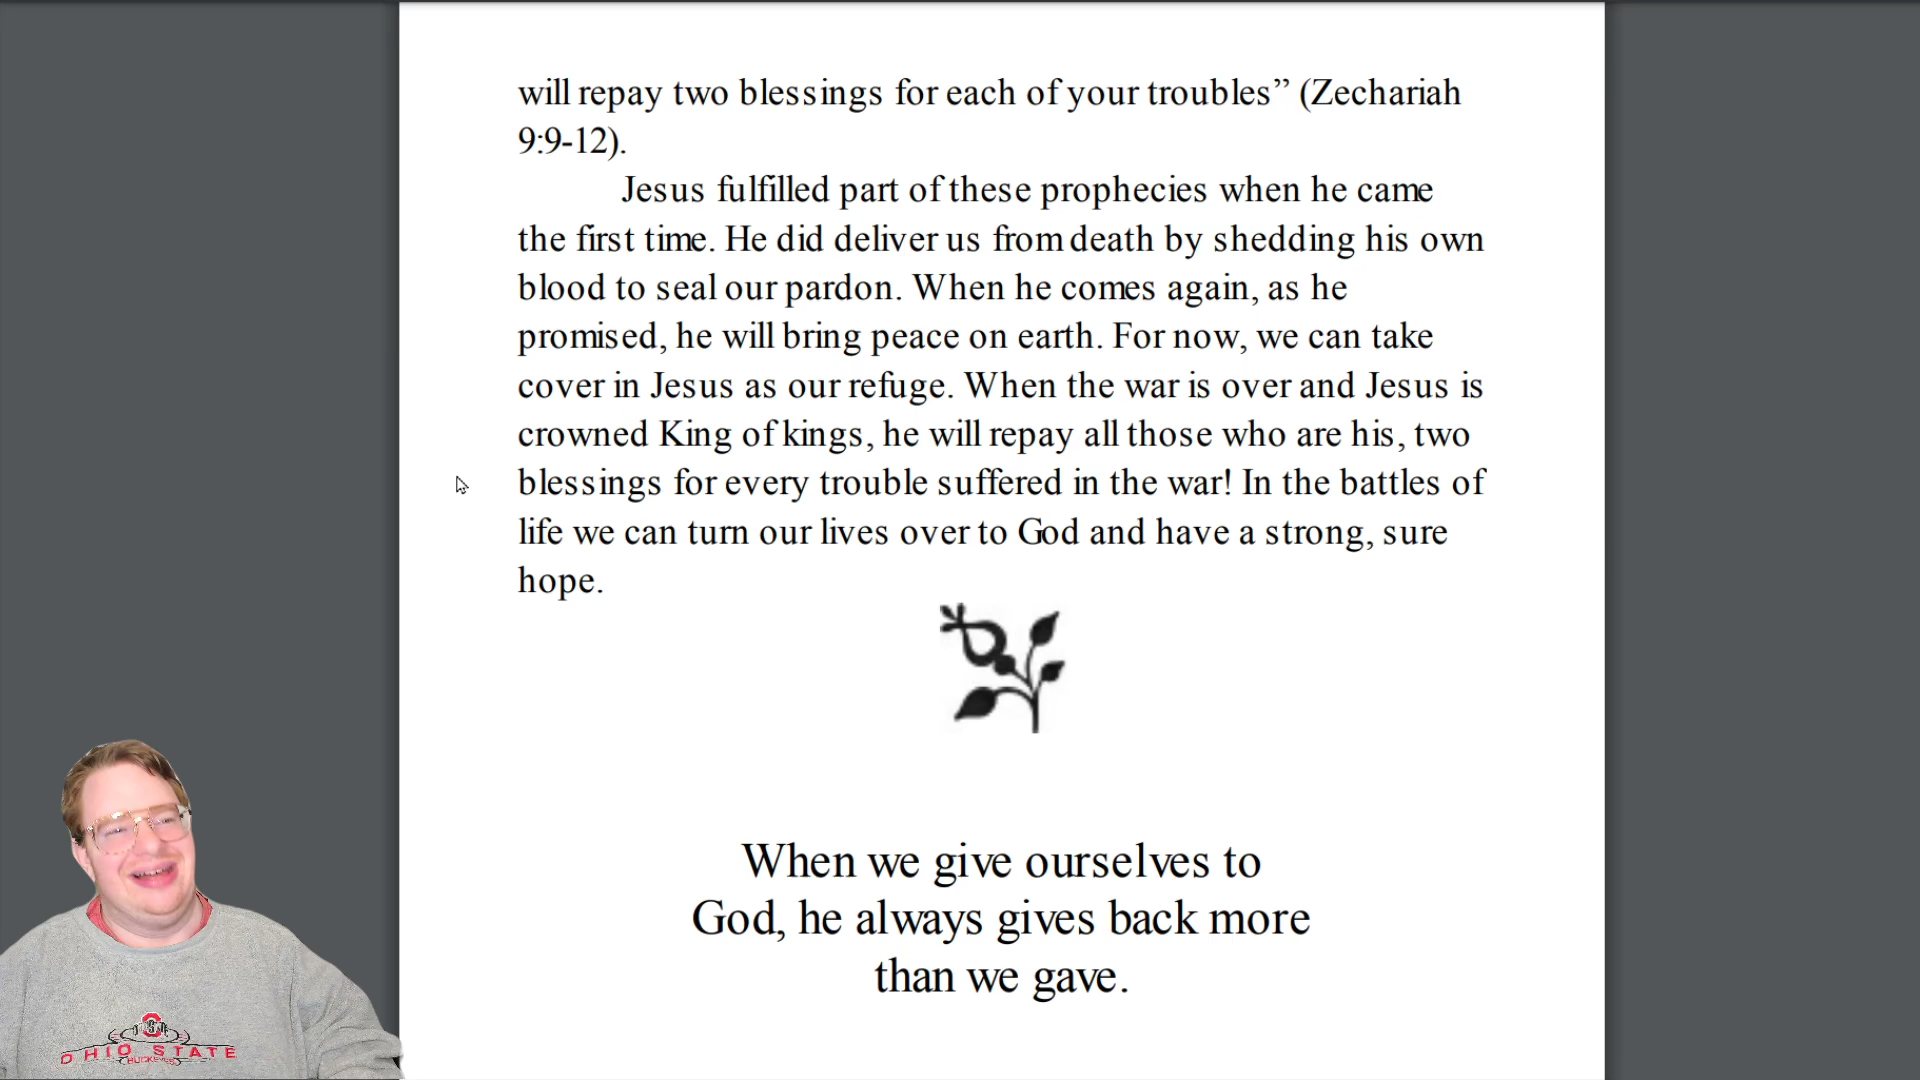 will repay two blessings for each of your troubles” (Zechariah
9:9-12).
Jesus fulfilled part of these prophecies when he came
the first time. He did deliver us from death by shedding his own
blood to seal our pardon. When he comes again, as he
promised, he will bring peace on earth. For now, we can take
cover in Jesus as our refuge. When the war is over and Jesus is
crowned King of kings, he will repay all those who are his, two
blessings for every trouble suffered in the war! In the battles of
life we can turn our lives over to God and have a strong, sure
hope.
When we give ourselves to
God, he always gives back more
than we gave.
OHIO STATE
BUCKEYES